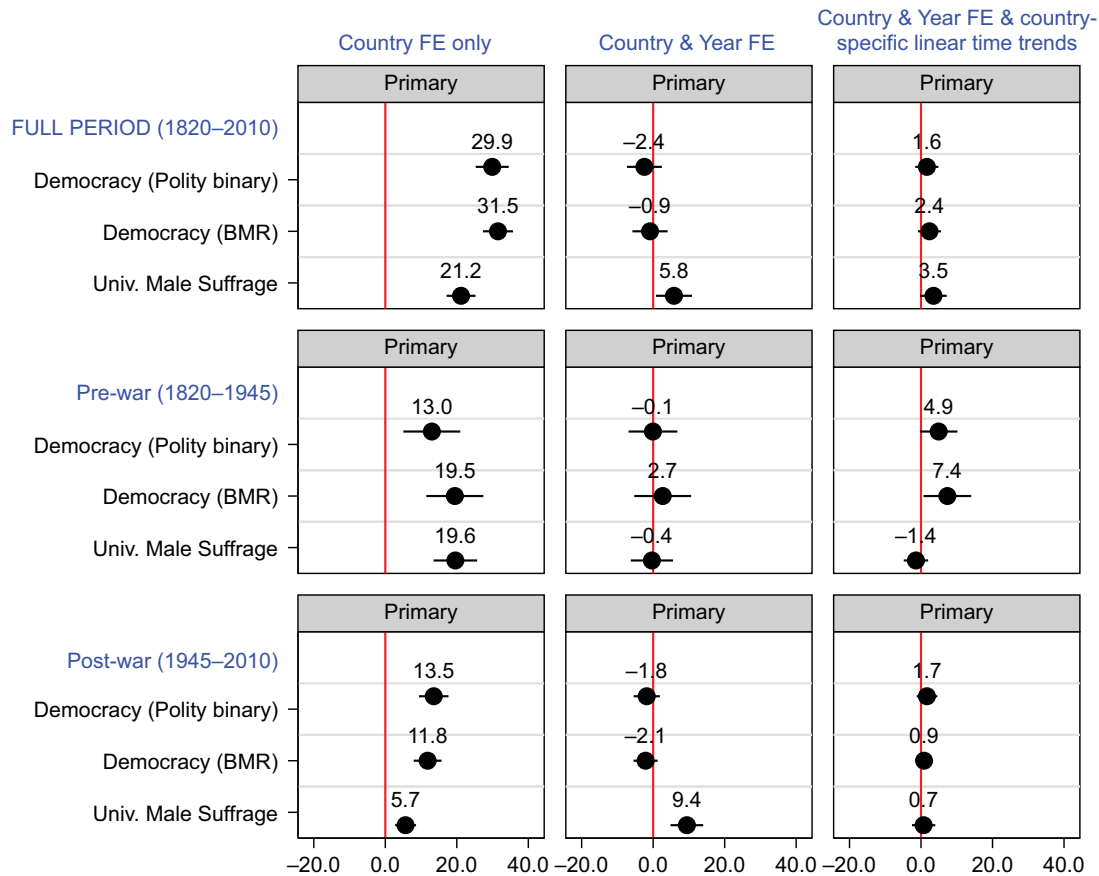 Country FE only
Country & Year FE
Country & Year FE & country-
specific linear time trends
Primary
Primary
Primary
FULL PERIOD (1820–2010)
29.9
–2.4
1.6
Democracy (Polity binary)
31.5
–0.9
2.4
Democracy (BMR)
21.2
5.8
3.5
Univ. Male Suffrage
Primary
Primary
Primary
Pre-war (1820–1945)
13.0
–0.1
4.9
Democracy (Polity binary)
19.5
2.7
7.4
Democracy (BMR)
19.6
–0.4
–1.4
Univ. Male Suffrage
Primary
Primary
Primary
Post-war (1945–2010)
13.5
–1.8
1.7
Democracy (Polity binary)
11.8
–2.1
0.9
Democracy (BMR)
5.7
9.4
0.7
Univ. Male Suffrage
–20.0 0.0 20.0 40.0 –20.0 0.0 20.0 40.0 –20.0 0.0 20.0 40.0